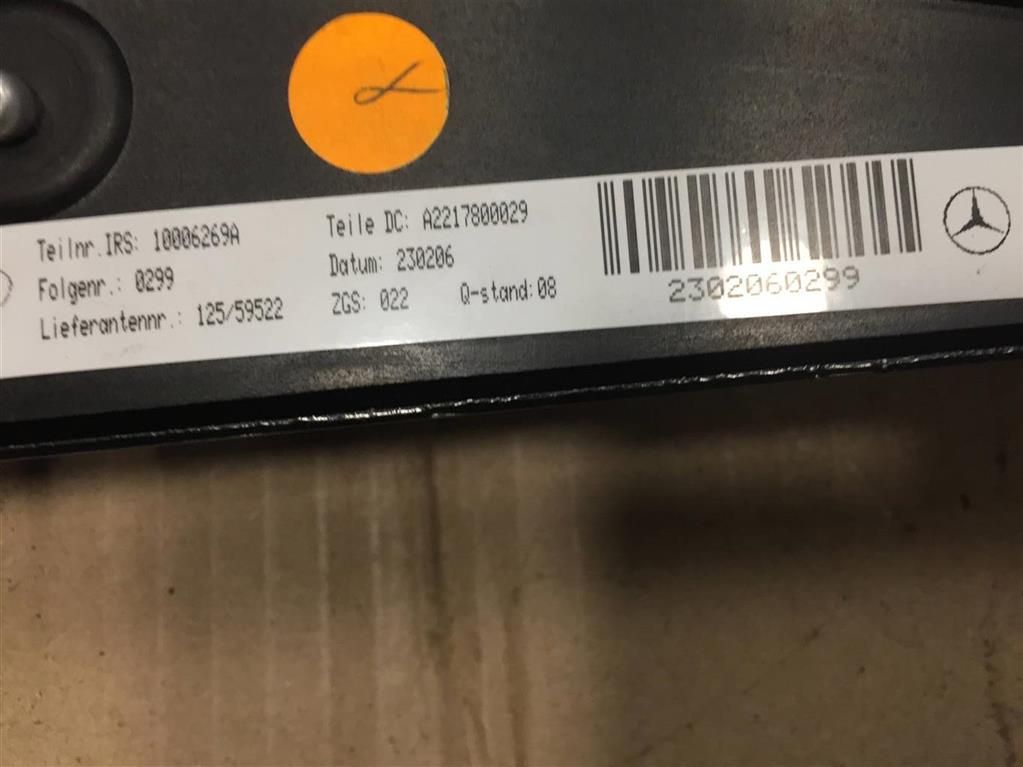 Teilnr.IRS: 10006269A
Folgenr.: 0299
Lieferantennr.: 125/59522
Teile DC: A2217800029
Datum: 230206
ZGS: 022 Q-stand:08
2302060299